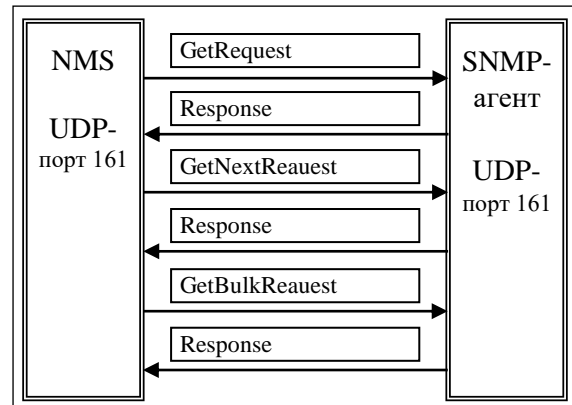 NMS
UDP-
порт 161
GetRequest
Response
GetNextReauest
Response
GetBulkReauest
Response
SNMP-
агент
UDP-
порт 161